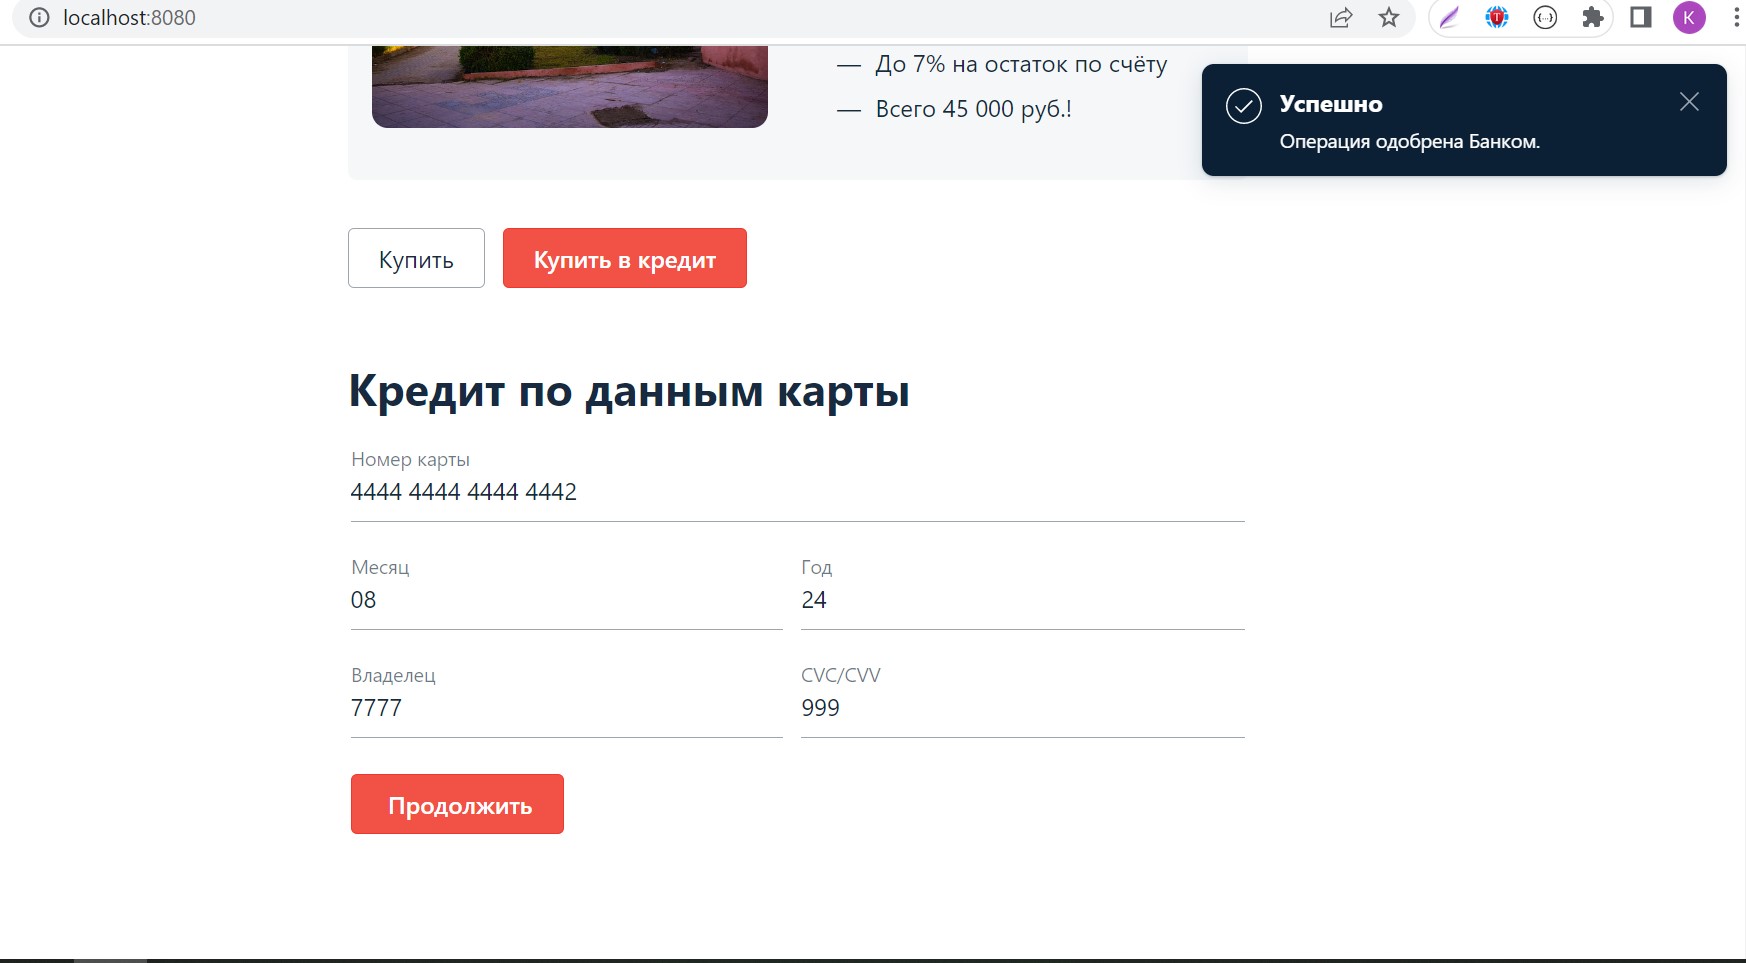 localhost:8080
K
— До 7% на остаток по счёту
— Всего 45 000 руб.!
Успешно
Операция одобрена Банком.
Купить
Купить в кредит
Кредит по данным карты
Номер карты
4444 4444 4444 4442
Месяц
Год
08
24
Владелец
CVC/CVV
7777
999
Продолжить